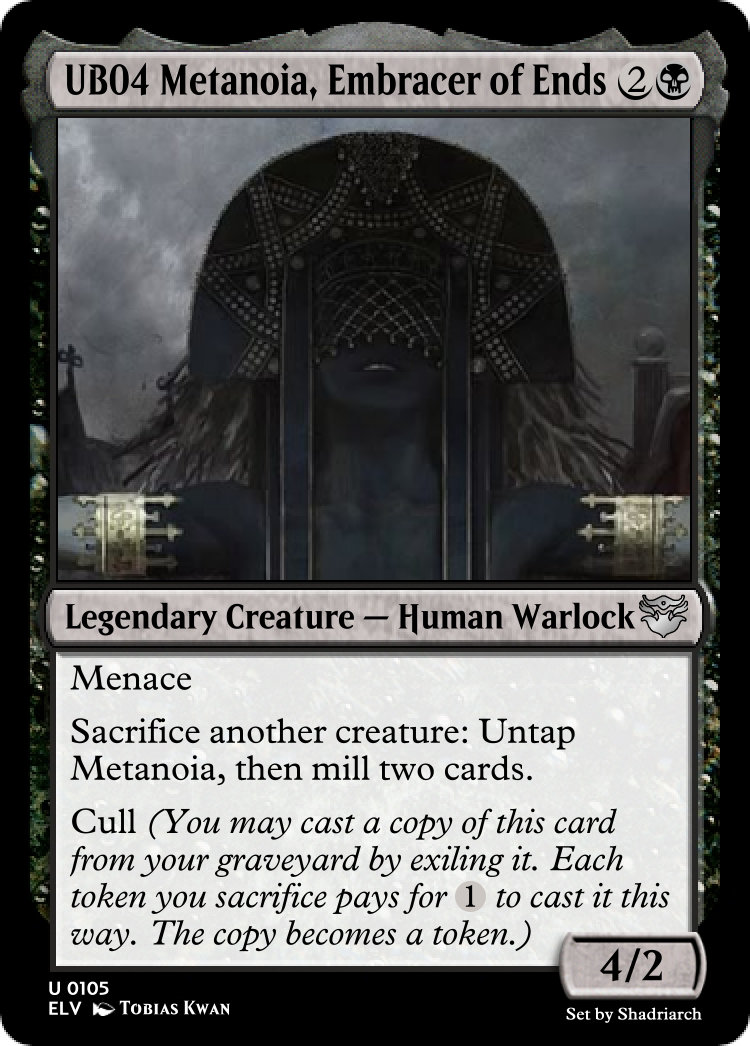 UB04 Metanoia, Embracer of Ends 2
Legendary Creature — Human Warlock
Menace
Sacrifice another creature: Untap
Metanoia, then mill two cards.
Cull (You may cast a copy of this card
from your graveyard by exiling it. Each
token you sacrifice pays for 1 to cast it this
way. The copy becomes a token.)
4/2
U 0105
ELV Tobias Kwan
Set by Shadriarch